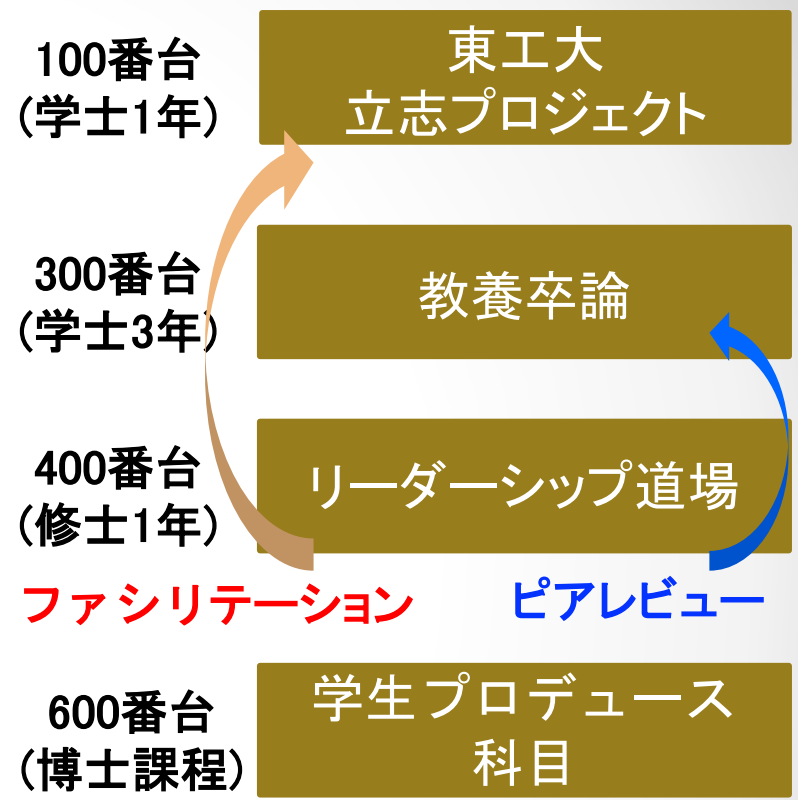 100番台
(学士1年)
東工大
立志プロジェクト
300番台
(学士3年)
教養卒論
400番台
(修士1年)
リーダーシップ道場
ファシリテーション
ピアレビュー
600番台
(博士課程)
学生プロデュース
科目